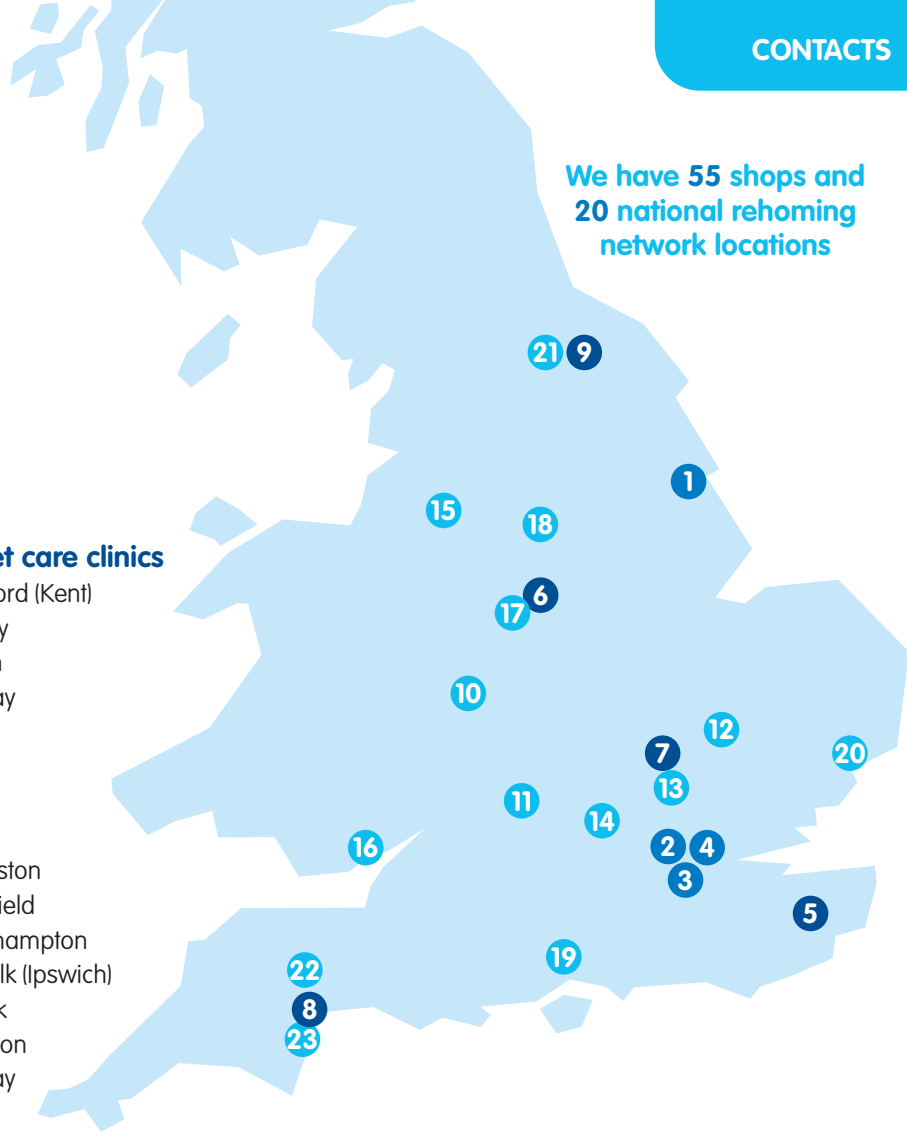 CONTACTS
We have 55 shops and
20 national rehoming
network locations
et care clinics
ord (Kent)
y
n
ay
ston
ield
hampton
lk (Ipswich)
k
on
ay
21 9
1
15
18
6
17
10
12
7
20
13
11
14
16
2 4
3
5
19
22
8
23